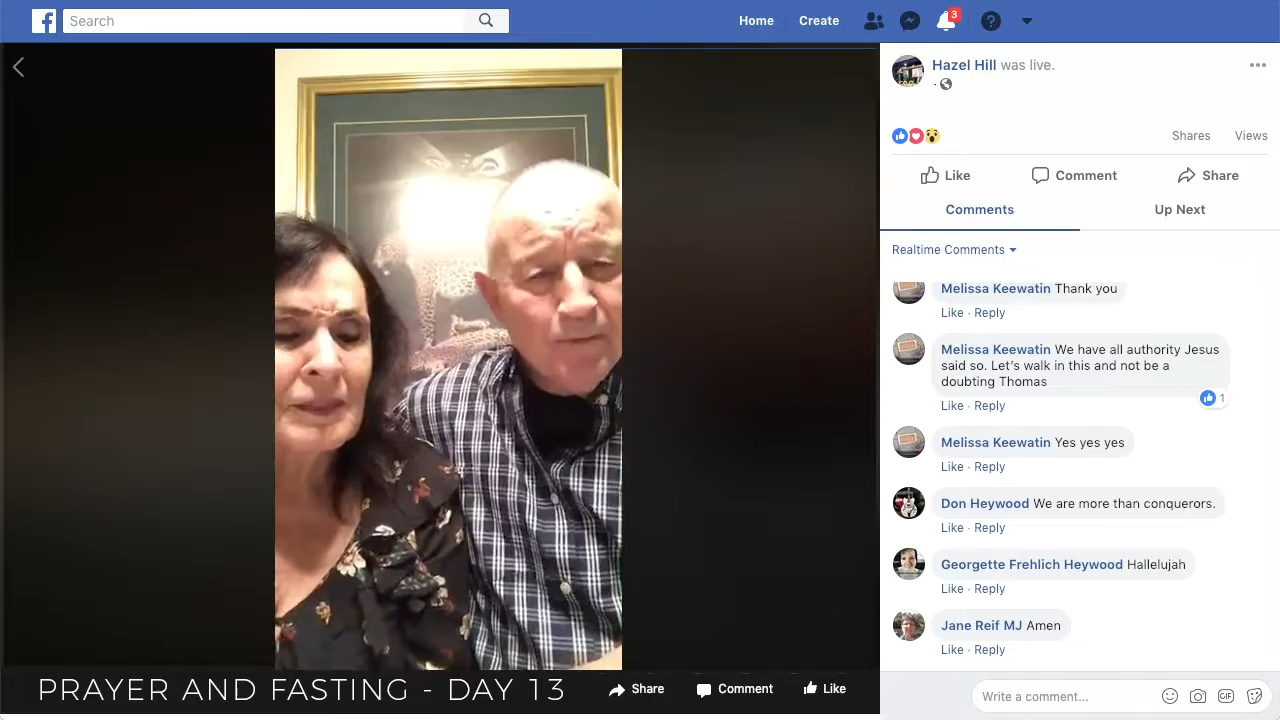 f
Search
Home
Create
3
Hazel Hill was live.
Shares
Views
Like
Comment
Share
Comments
Up Next
Realtime Comments
Melissa Keewatin Thank you
Like · Reply
Melissa Keewatin We have all authority Jesus
said so. Let's walk in this and not be a
doubting Thomas
1
Like · Reply
Melissa Keewatin Yes yes yes
Like · Reply
Don Heywood We are more than conquerors.
Like · Reply
Georgette Frehlich Heywood Hallelujah
Like · Reply
Jane Reif MJ Amen
Like · Reply
PRAYER AND FASTING - DAY 13
Share
Comment
Like
Write a comment...
GIF